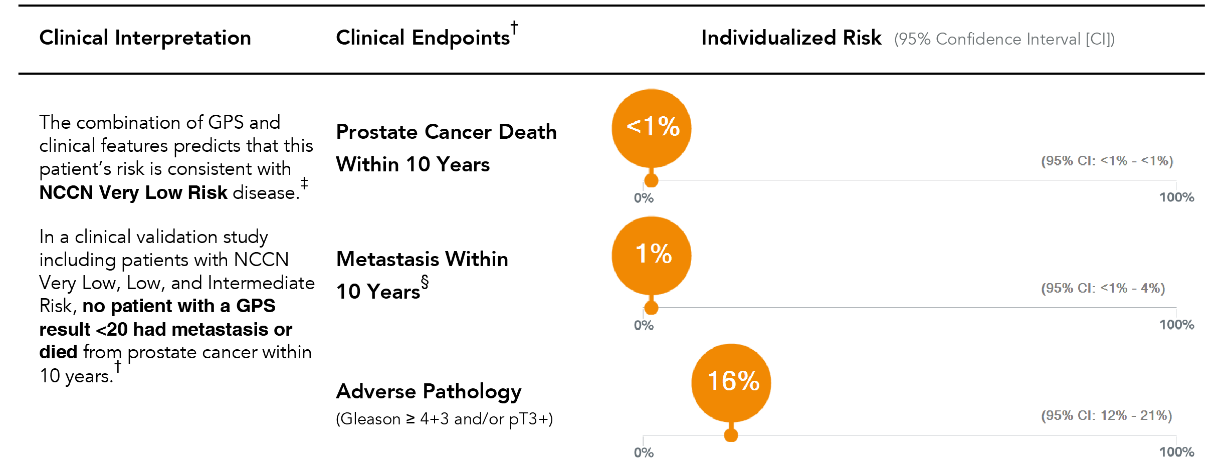 Clinical Interpretation
Clinical Endpoints†
Individualized Risk (95% Confidence Interval [CI])
The combination of GPS and
clinical features predicts that this
patient's risk is consistent with
NCCN Very Low Risk disease.‡
In a clinical validation study
including patients with NCCN
Very Low, Low, and Intermediate
Risk, no patient with a GPS
result <20 had metastasis or
died from prostate cancer within
10 years.†
Prostate Cancer Death
Within 10 Years
<1%
(95% CI: <1% - <1%)
0%
100%
Metastasis Within
10 Years§
1%
(95% CI: <1% - 4%)
0%
100%
Adverse Pathology
(Gleason ≥ 4+3 and/or pT3+)
16%
(95% CI: 12% - 21%)
0%
100%